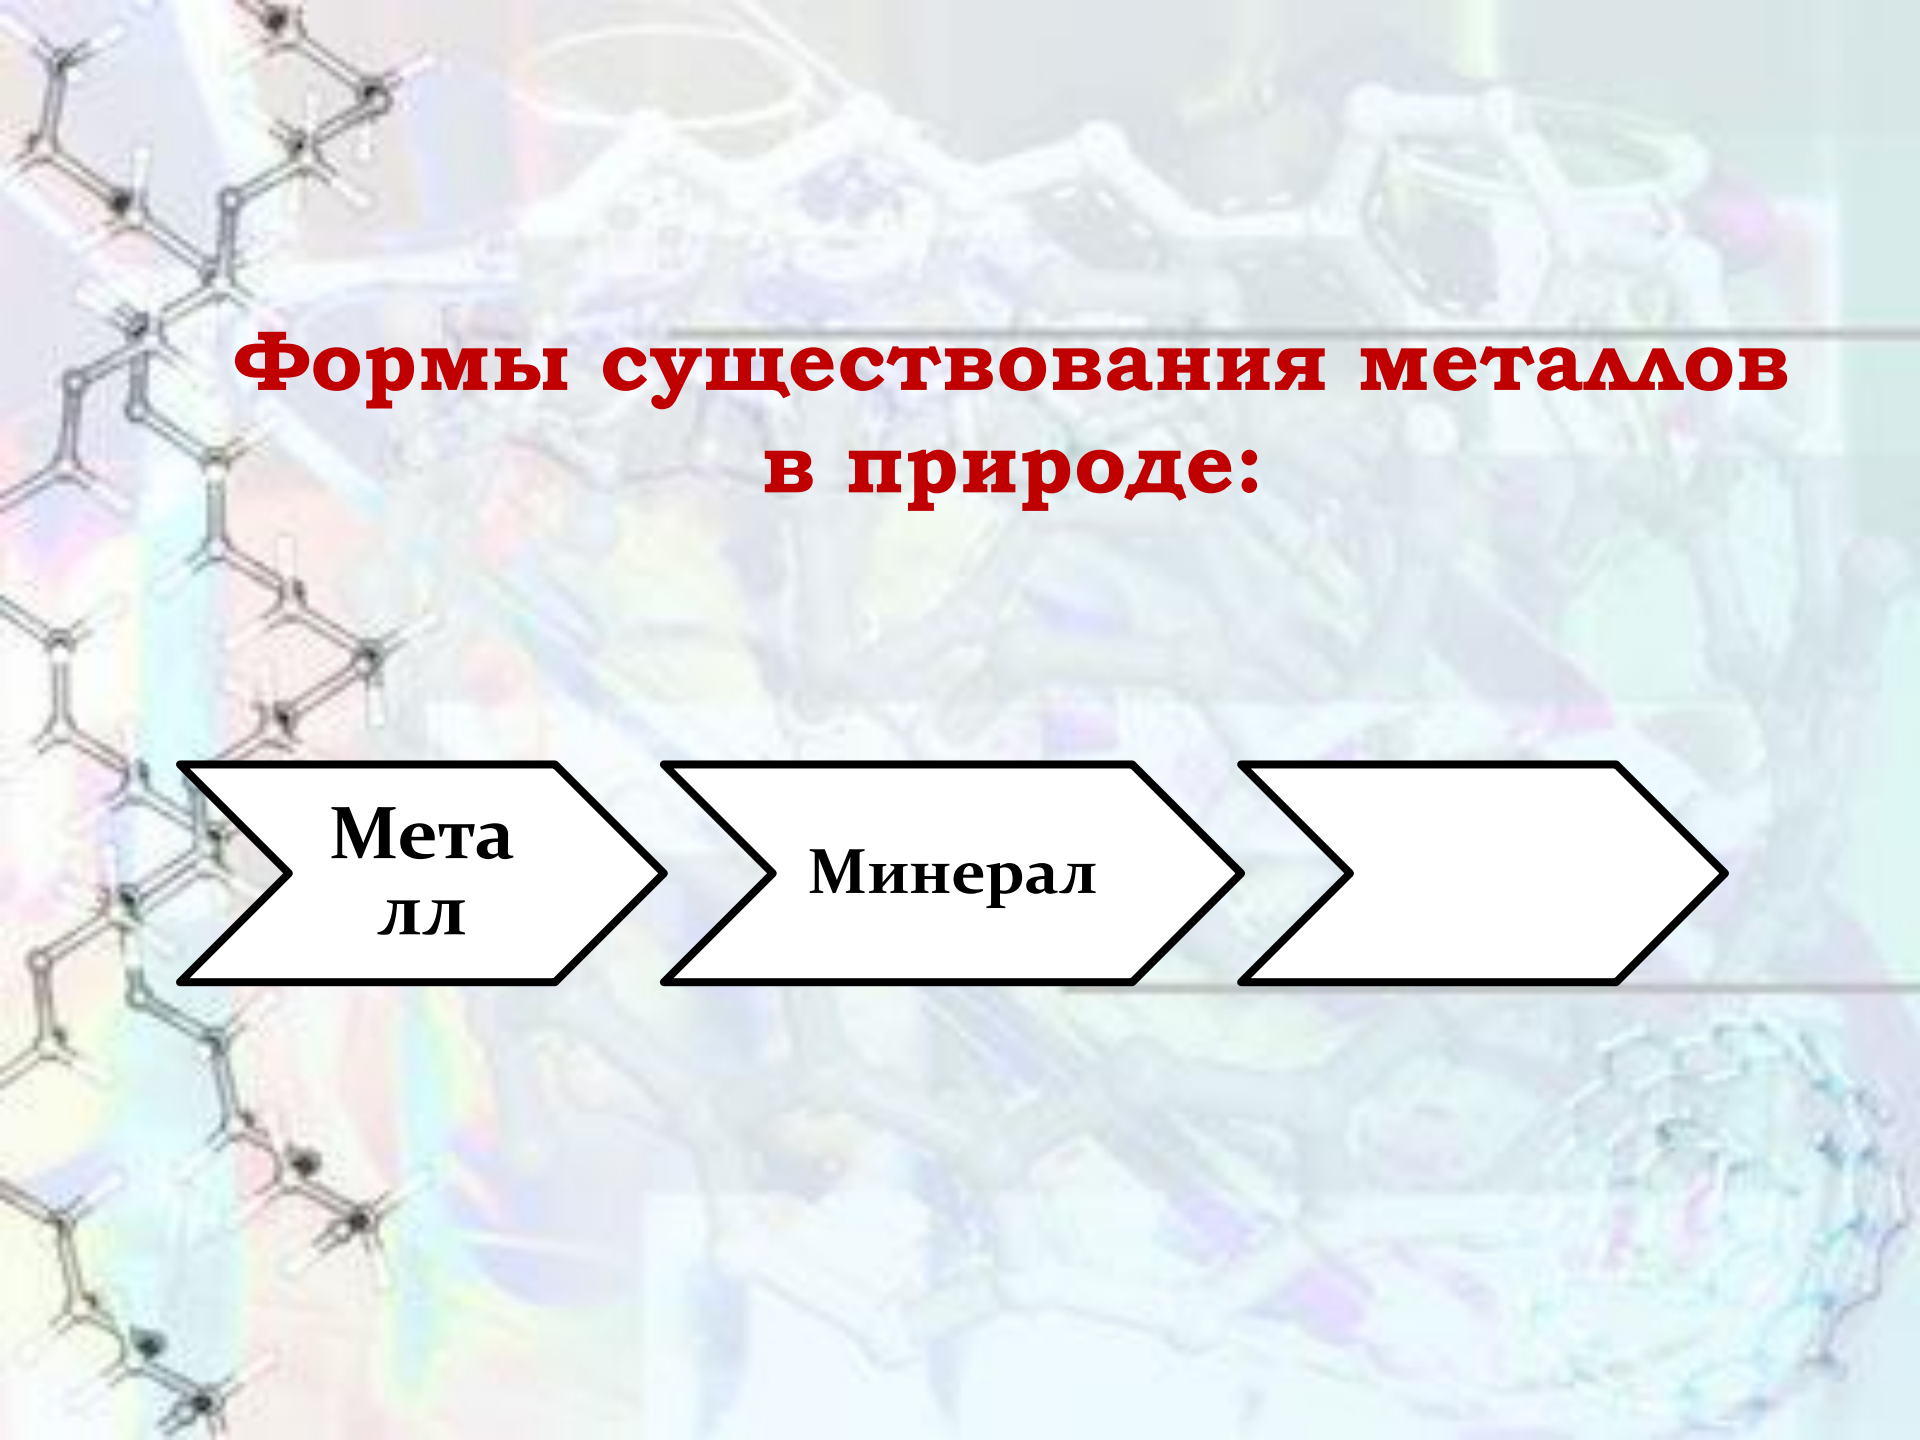 Формы существования металлов
в природе:
Мета
лл
Минерал